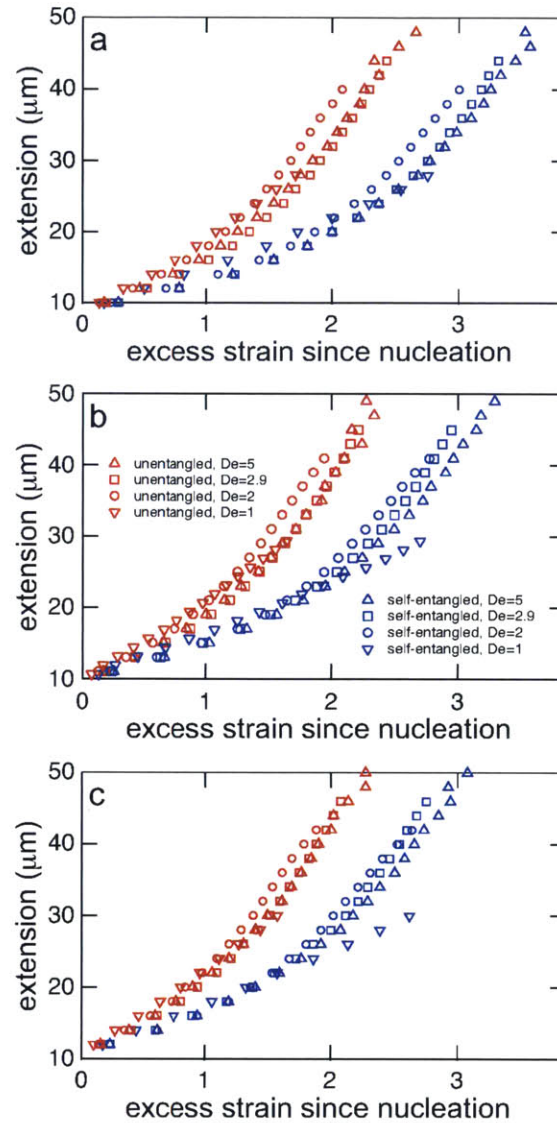 a
50
40
30
20
10
extension (μm)
1
2
3
excess strain since nucleation
b
50
40
30
20
10
extension (μm)
unentangled, De=5
unentangled, De=2.9
unentangled, De=2
unentangled, De=1
self-entangled, De=5
self-entangled, De=2.9
self-entangled, De=2
self-entangled, De=1
0
1
2
3
excess strain since nucleation
c
50
40
30
20
10
extension (μm)
0
1
2
3
excess strain since nucleation